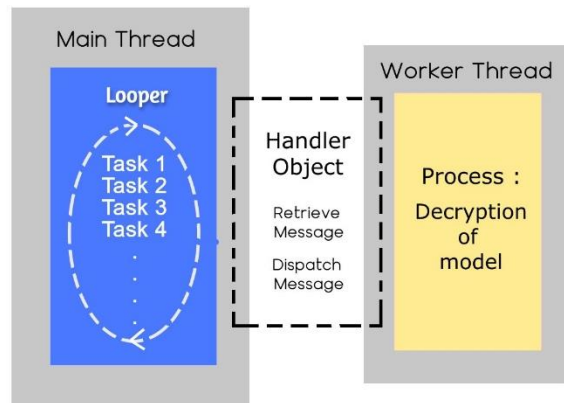 Main Thread
Looper
Task 1
Task 2
Task 3
Task 4
Handler
Object
Retrieve
Message
Dispatch
Message
Worker Thread
Process :
Decryption
of
model